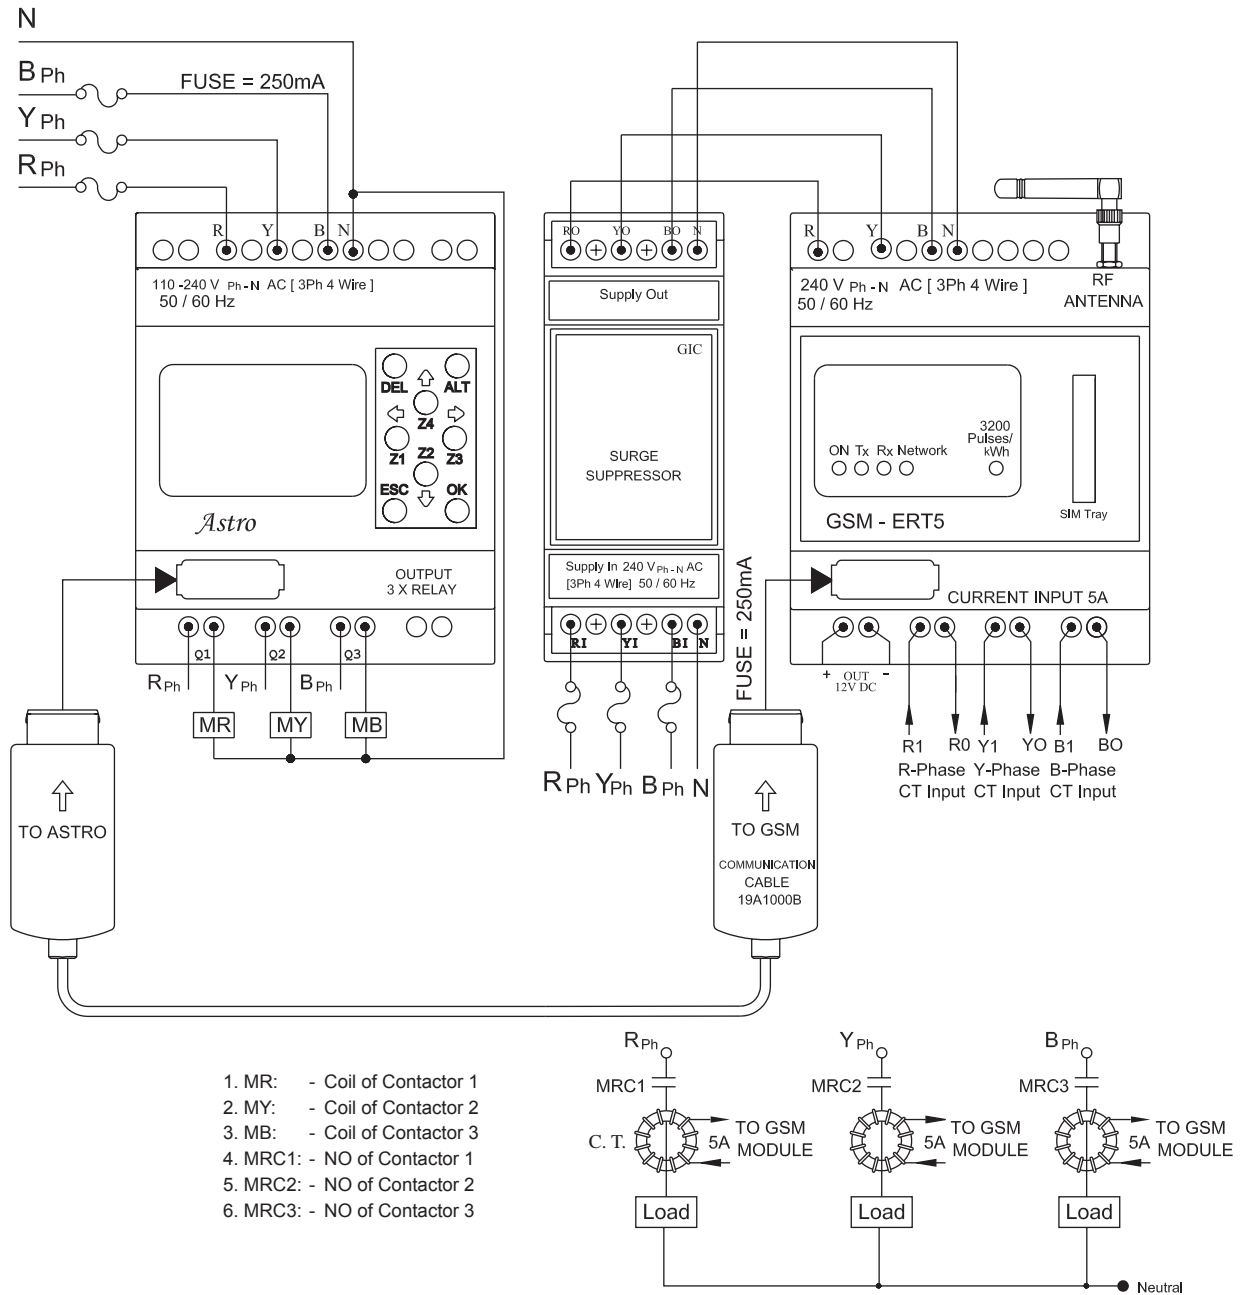 N
B Ph
FUSE = 250mA
Y Ph
R Ph
R Y B N
110 -240 V Ph - N AC [ 3Ph 4 Wire ]
50 / 60 Hz
DEL ALT
Z4
Z1 Z2 Z3
ESC OK
Astro
OUTPUT
3 X RELAY
Q1 Q2 Q3
R Ph Y Ph B Ph
MR MY MB
TO ASTRO
RO YO BO N
Supply Out
GIC
SURGE
SUPPRESSOR
Supply In 240 V Ph - N AC
[3Ph 4 Wire] 50 / 60 Hz
RI YI BI N
FUSE = 250mA
R Ph Y Ph B Ph N
R Y B N
240 V Ph - N AC [ 3Ph 4 Wire ]
50 / 60 Hz
RF
ANTENNA
3200
Pulses/
kWh
ON Tx Rx Network
SIM Tray
GSM - ERT5
CURRENT INPUT 5A
+ OUT -
12V DC
R1 R0 Y1 YO B1 BO
R-Phase Y-Phase B-Phase
CT Input CT Input CT Input
TO GSM
COMMUNICATION
CABLE
19A1000B
1. MR: - Coil of Contactor 1
2. MY: - Coil of Contactor 2
3. MB: - Coil of Contactor 3
4. MRC1: - NO of Contactor 1
5. MRC2: - NO of Contactor 2
6. MRC3: - NO of Contactor 3
R Ph Y Ph B Ph
MRC1 MRC2 MRC3
C. T. 5A TO GSM
MODULE
5A TO GSM
MODULE
5A TO GSM
MODULE
Load Load Load
Neutral